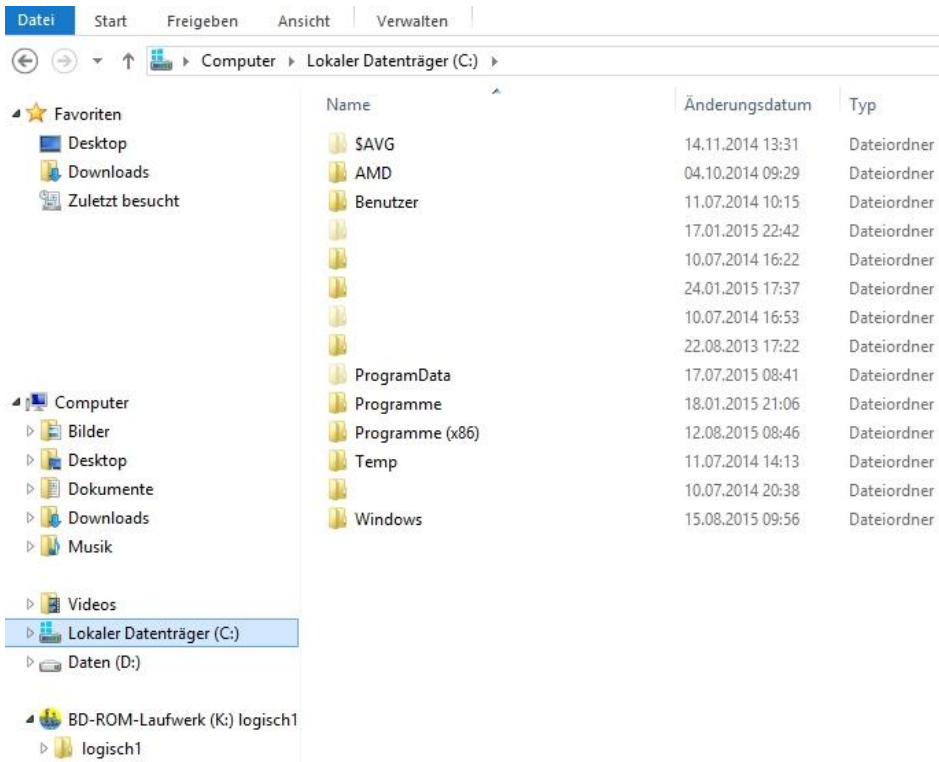 Datei Start Freigeben Ansicht Verwalten
Computer Lokaler Datenträger (C:)
Favoriten
Desktop
Downloads
Zuletzt besucht
Computer
Bilder
Desktop
Dokumente
Downloads
Musik
Videos
Lokaler Datenträger (C:)
Daten (D:)
BD-ROM-Laufwerk (K:) logisch1
logisch1
Name Änderungsdatum Typ
$AVG 14.11.2014 13:31 Dateiordner
AMD 04.10.2014 09:29 Dateiordner
Benutzer 11.07.2014 10:15 Dateiordner
17.01.2015 22:42 Dateiordner
10.07.2014 16:22 Dateiordner
24.01.2015 17:37 Dateiordner
10.07.2014 16:53 Dateiordner
22.08.2013 17:22 Dateiordner
ProgramData 17.07.2015 08:41 Dateiordner
Programme 18.01.2015 21:06 Dateiordner
Programme (x86) 12.08.2015 08:46 Dateiordner
Temp 11.07.2014 14:13 Dateiordner
10.07.2014 20:38 Dateiordner
Windows 15.08.2015 09:56 Dateiordner